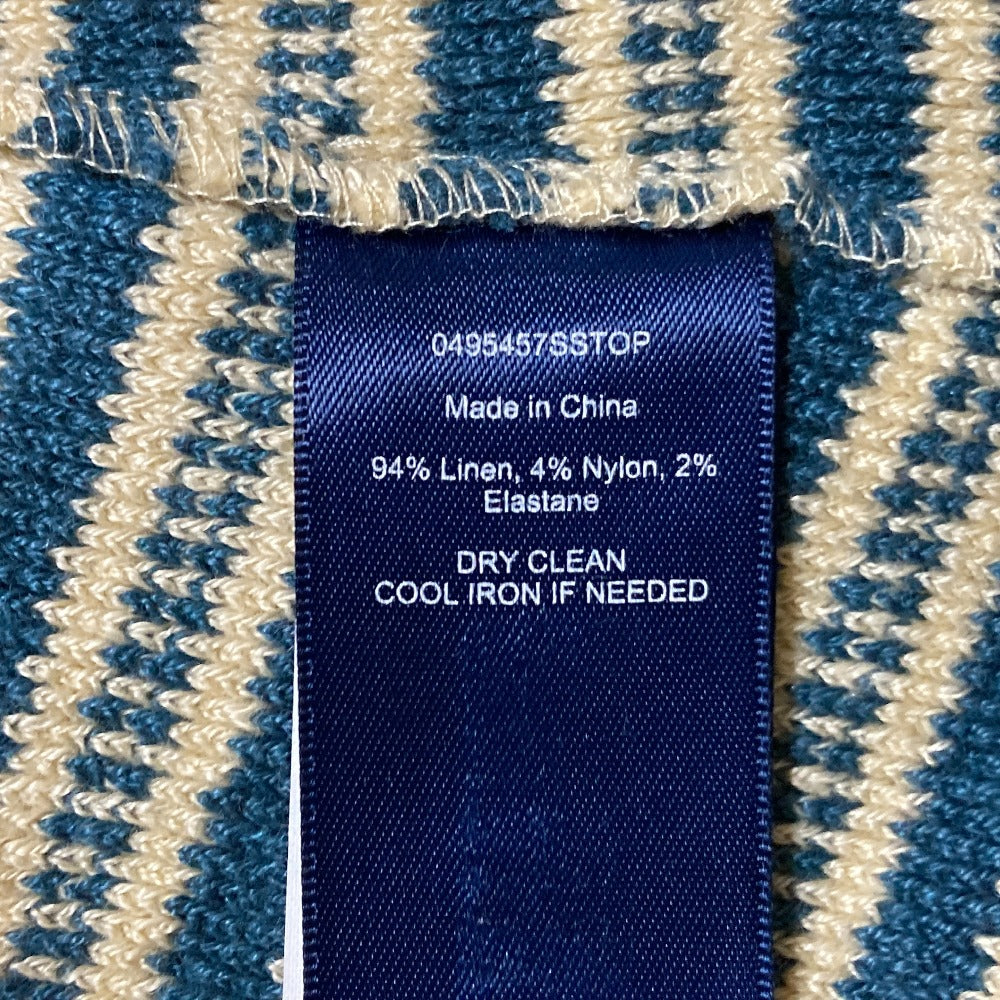 0495457SSTOP
Made in China
94% Linen, 4% Nylon, 2%
Elastane
DRY CLEAN
COOL IRON IF NEEDED